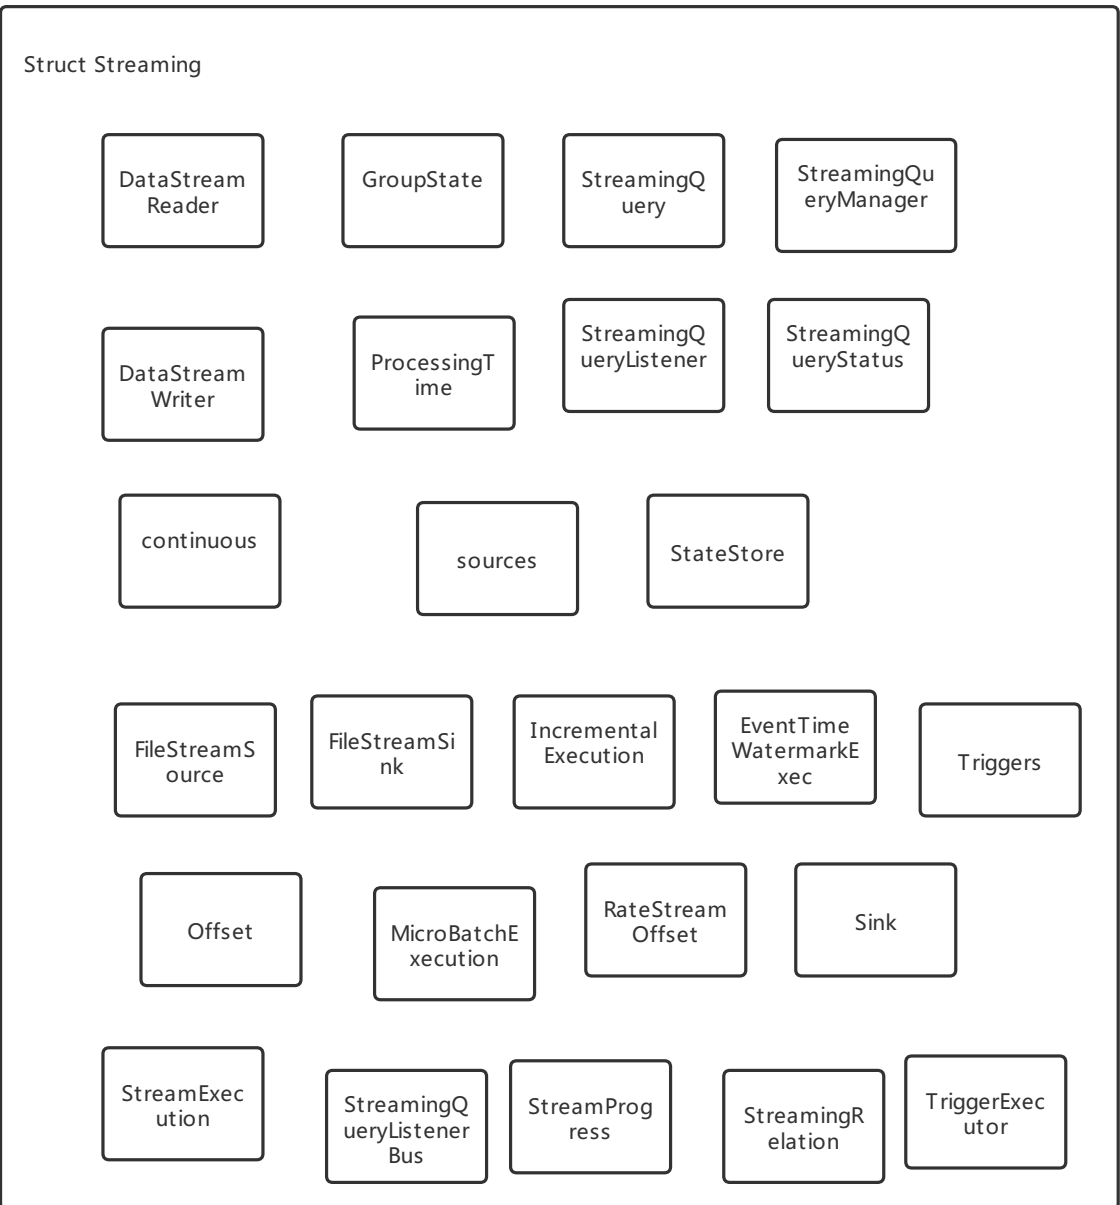 Struct Streaming
DataStream
Reader
GroupState
StreamingQ
uery
StreamingQu
eryManager
DataStream
Writer
ProcessingT
ime
StreamingQ
ueryListener
StreamingQ
ueryStatus
continuous
sources
StateStore
FileStreamS
ource
FileStreamSi
nk
Incremental
Execution
EventTime
WatermarkE
xec
Triggers
Offset
MicroBatchE
xecution
RateStream
Offset
Sink
StreamExec
ution
StreamingQ
ueryListener
Bus
StreamProg
ress
StreamingR
elation
TriggerExec
utor